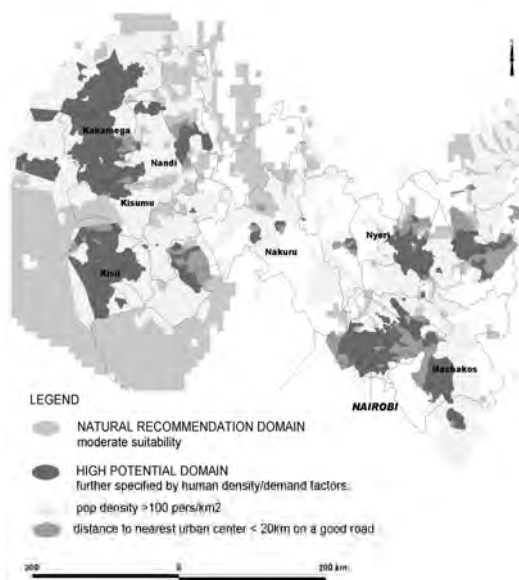 Kakamega
Nandi
Kisumu
Nyeri
Kisii
Nakuru
Machakos
NAIROBI
LEGEND
NATURAL RECOMMENDATION DOMAIN
moderate suitability
HIGH POTENTIAL DOMAIN
further specified by human density/demand factors.
pop density >100 pers/km2
distance to nearest urban center < 20km on a good road
200
0
200 km